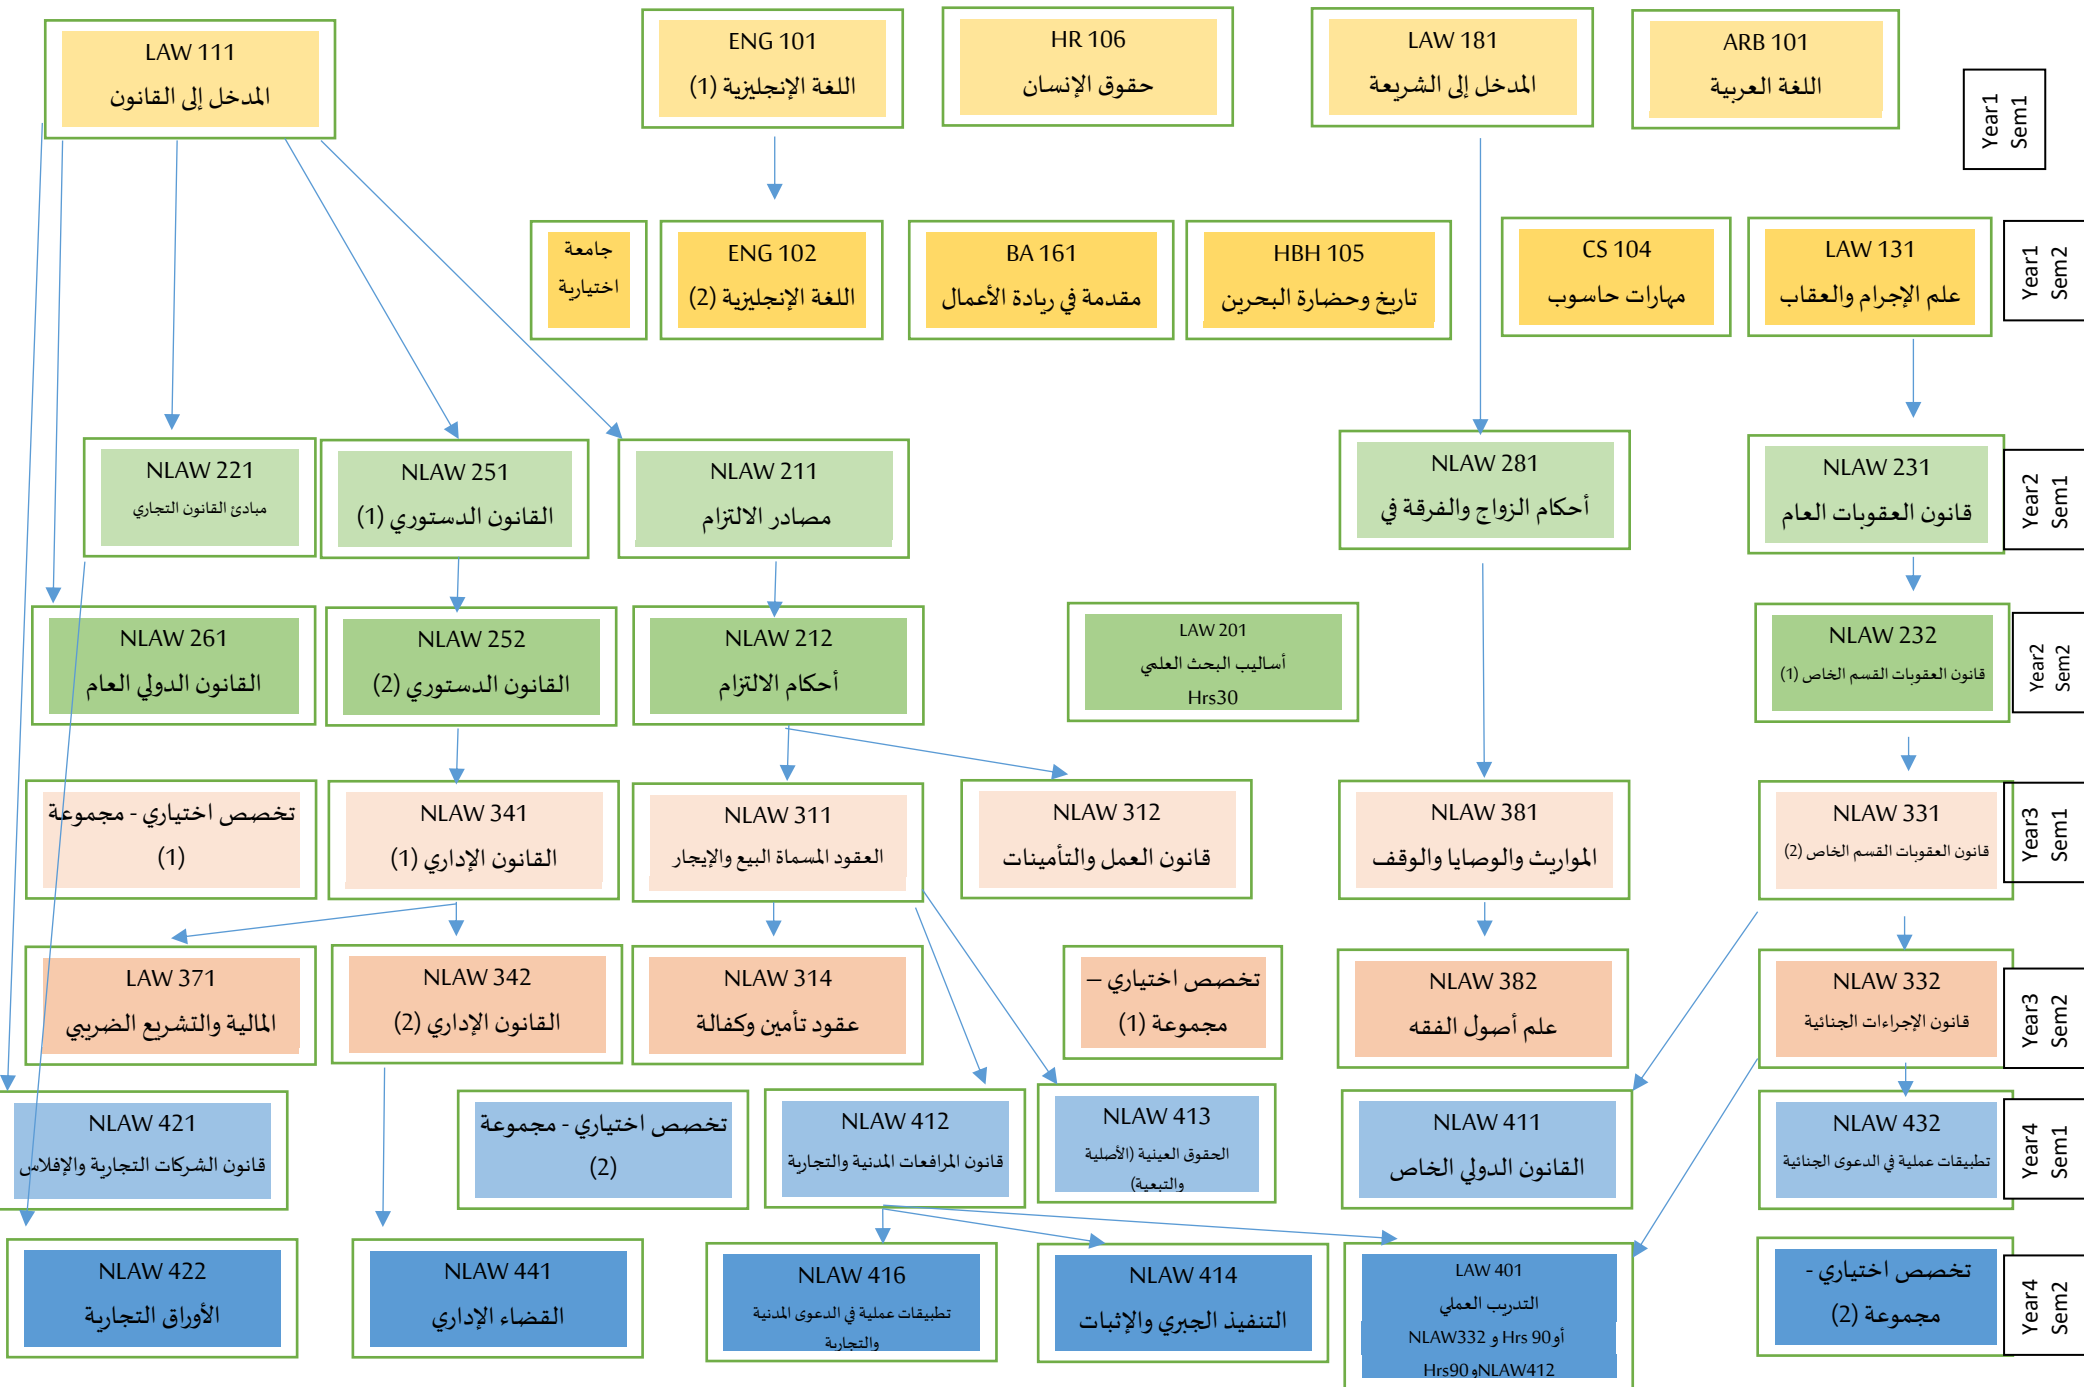 LAW 111
المدخل إلى القانون
ENG 101
اللغة الإنجليزية (1)
HR 106
حقوق الإنسان
LAW 181
المدخل إلى الشريعة
ARB 101
اللغة العربية
Year1
Sem1
جامعة
اختيارية
ENG 102
اللغة الإنجليزية (2)
BA 161
مقدمة في ريادة الأعمال
HBH 105
تاريخ وحضارة البحرين
CS 104
مهارات حاسوب
LAW 131
علم الإجرام والعقاب
Year1
Sem2
NLAW 221
مبادئ القانون التجاري
NLAW 251
القانون الدستوري (1)
NLAW 211
مصادر الالتزام
NLAW 281
أحكام الزواج والفرقة في
NLAW 231
قانون العقوبات العام
Year2
Sem1
NLAW 261
القانون الدولي العام
NLAW 252
القانون الدستوري (2)
NLAW 212
أحكام الالتزام
LAW 201
أساليب البحث العلمي
Hrs30
NLAW 232
قانون العقوبات القسم الخاص (1)
Year2
Sem2
تخصص اختياري - مجموعة
(1)
NLAW 341
القانون الإداري (1)
NLAW 311
العقود المسماة البيع والإيجار
NLAW 312
قانون العمل والتأمينات
NLAW 381
المواريث والوصايا والوقف
NLAW 331
قانون العقوبات القسم الخاص (2)
Year3
Sem1
LAW 371
المالية والتشريع الضريبي
NLAW 342
القانون الإداري (2)
NLAW 314
عقود تأمين وكفالة
تخصص اختياري –
مجموعة (1)
NLAW 382
علم أصول الفقه
NLAW 332
قانون الإجراءات الجنائية
Year3
Sem2
NLAW 421
قانون الشركات التجارية والإفلاس
تخصص اختياري - مجموعة
(2)
NLAW 412
قانون المرافعات المدنية والتجارية
NLAW 413
الحقوق العينية (الأصلية
والتبعية)
NLAW 411
القانون الدولي الخاص
NLAW 432
تطبيقات عملية في الدعوى الجنائية
Year4
Sem1
NLAW 422
الأوراق التجارية
NLAW 441
القضاء الإداري
NLAW 416
تطبيقات عملية في الدعوى المدنية
والتجارية
NLAW 414
التنفيذ الجبري والإثبات
LAW 401
التدريب العملي
NLAW332 و Hrs 90 أو
NLAW412 و Hrs90
تخصص اختياري -
مجموعة (2)
Year4
Sem2